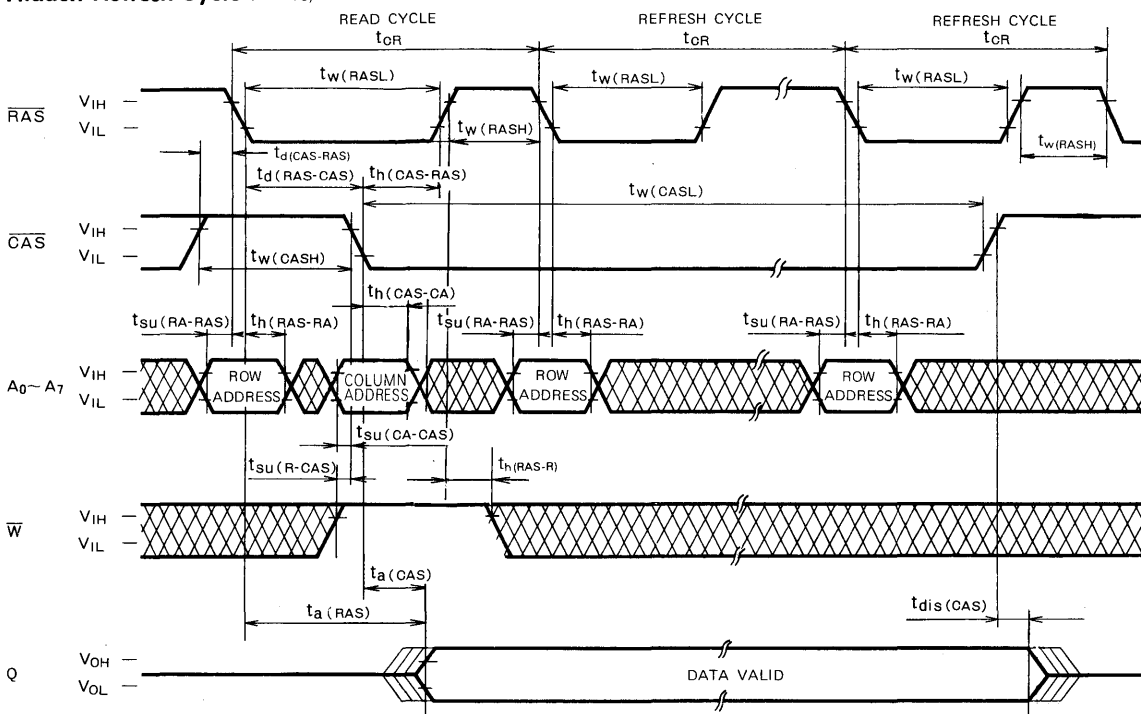 Hidden Refresh Cycle
READ CYCLE
REFRESH CYCLE
REFRESH CYCLE
tCR
tCR
tCR
tw(RASL)
tw(RASL)
tw(RASL)
RAS
VIH
VIL
tw(RASH)
tw(RASH)
td(CAS-RAS)
td(RAS-CAS)
th(CAS-RAS)
tw(CASL)
CAS
VIH
VIL
tw(CASH)
th(CAS-CA)
tsu(RA-RAS)
th(RAS-RA)
tsu(RA-RAS)
th(RAS-RA)
tsu(RA-RAS)
th(RAS-RA)
A0~A7
VIH
VIL
ROW ADDRESS
COLUMN ADDRESS
ROW ADDRESS
ROW ADDRESS
tsu(CA-CAS)
tsu(R-CAS)
th(RAS-R)
W
VIH
VIL
ta(CAS)
ta(RAS)
tdis(CAS)
Q
VOH
VOL
DATA VALID